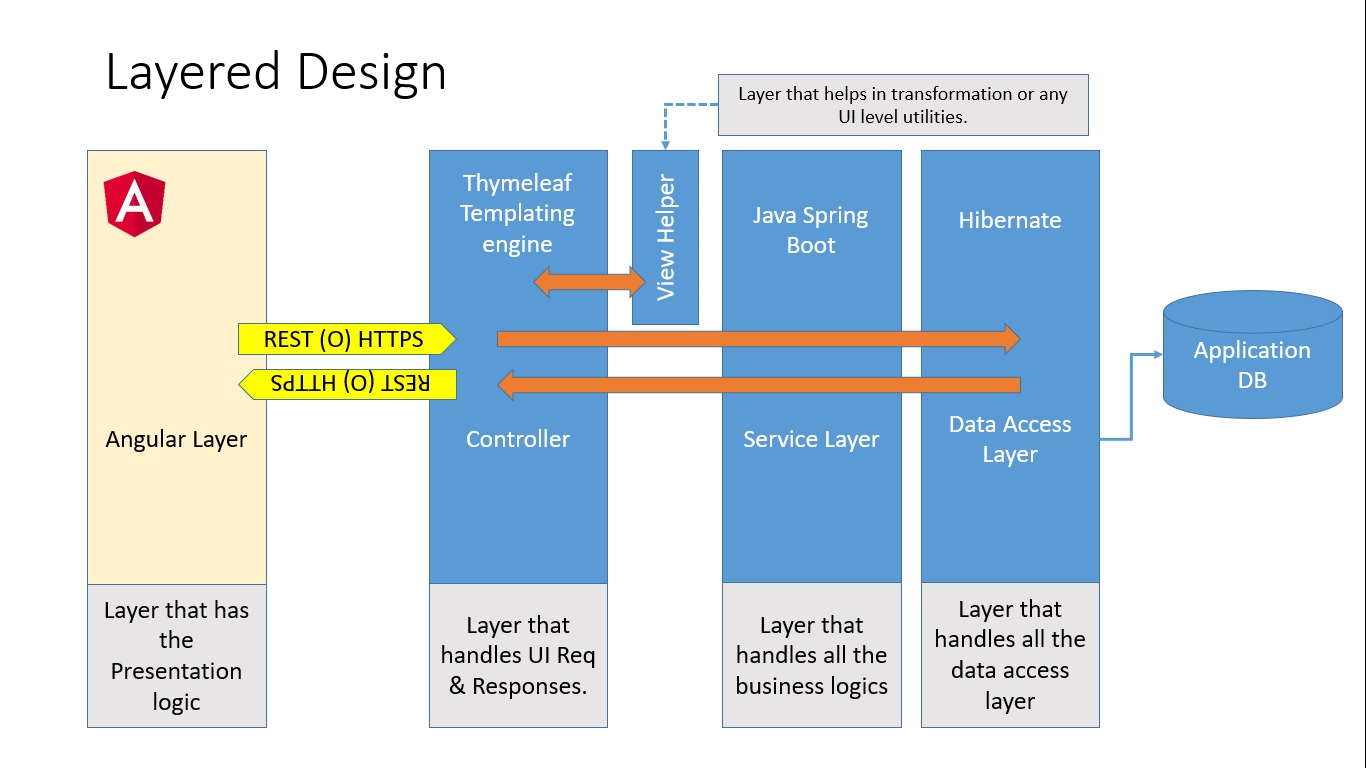 Layered Design
Layer that helps in transformation or any
UI level utilities.
A
Thymeleaf
Templating
engine
View Helper
Java Spring
Boot
Hibernate
REST (O) HTTPS
REST (O) HTTPS
Application
DB
Angular Layer
Controller
Service Layer
Data Access
Layer
Layer that has
the
Presentation
logic
Layer that
handles UI Req
& Responses.
Layer that
handles all the
business logics
Layer that
handles all the
data access
layer